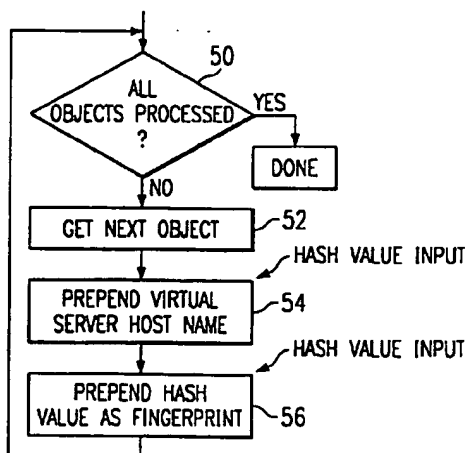 50
ALL
OBJECTS PROCESSED
?
YES
DONE
NO
GET NEXT OBJECT
52
HASH VALUE INPUT
PREPEND VIRTUAL
SERVER HOST NAME
54
HASH VALUE INPUT
PREPEND HASH
VALUE AS FINGERPRINT
56